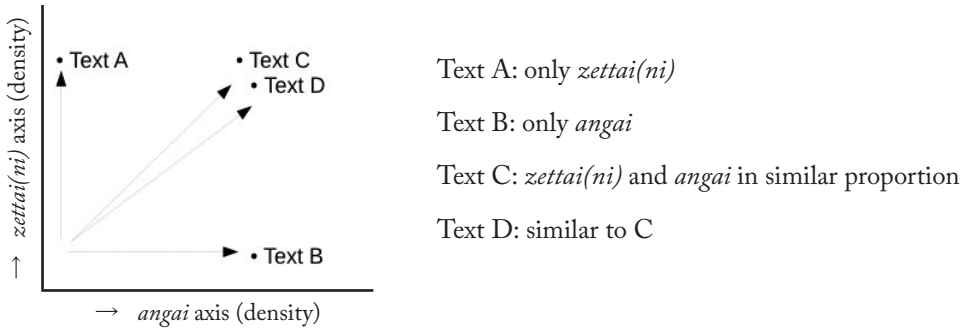 → zettai(ni) axis (density)
Text A
Text C
Text D
Text B
→ angai axis (density)
Text A: only zettai(ni)
Text B: only angai
Text C: zettai(ni) and angai in similar proportion
Text D: similar to C